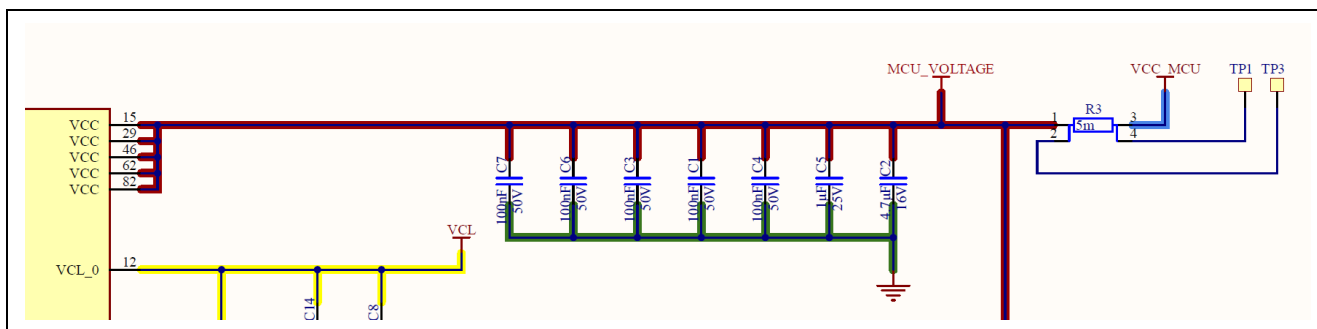 MCU_VOLTAGE
VCC_MCU
TP1
TP3
R3
1
5m
3
2
4
VCC
15
VCC
29
VCC
46
VCC
62
VCC
82
C7
100nF
50V
C6
100nF
50V
C3
100nF
50V
C1
100nF
50V
C4
100nF
50V
C5
1µF
25V
C2
4.7µF
16V
VCL
VCL_0
12
C14
C8